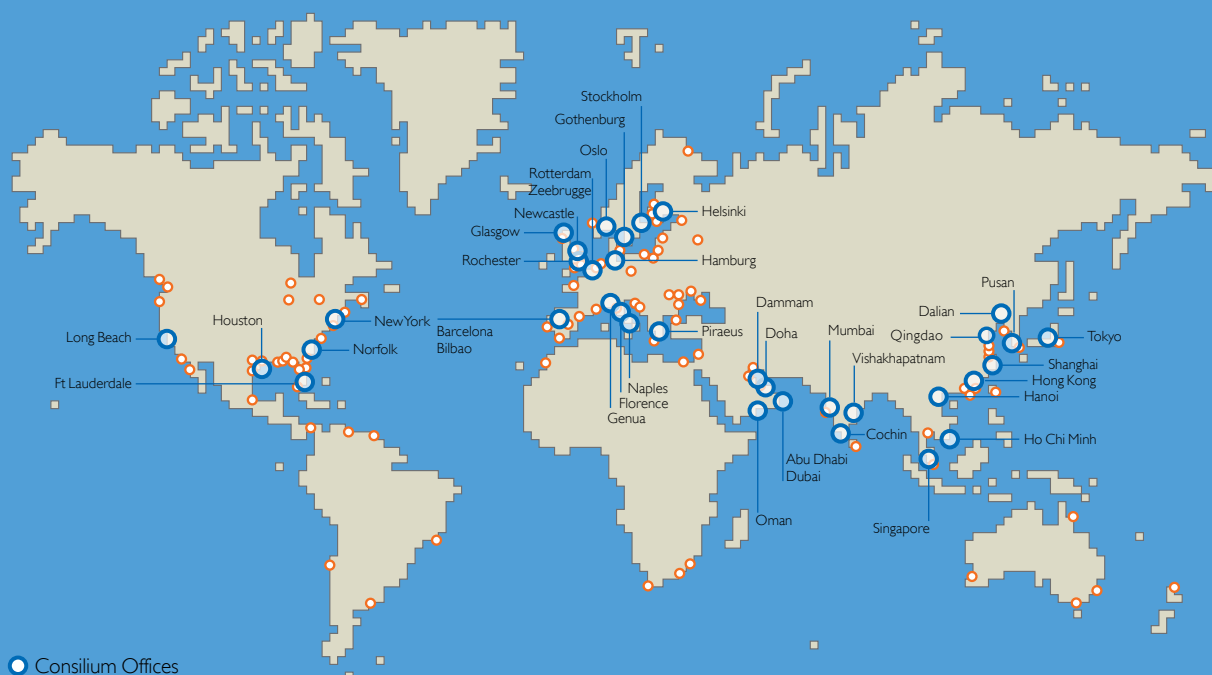 Stockholm
Gothenburg
Oslo
Rotterdam
Zeebrugge
Newcastle
Glasgow
Helsinki
Rochester
Hamburg
Pusan
Dammam
Dalian
Houston
New York
Barcelona
Bilbao
Piraeus
Doha
Mumbai
Qingdao
Tokyo
Long Beach
Norfolk
Vishakhapatnam
Shanghai
Hong Kong
Ft Lauderdale
Naples
Florence
Genua
Hanoi
Cochin
Ho Chi Minh
Abu Dhabi
Dubai
Oman
Singapore
Consilium Offices